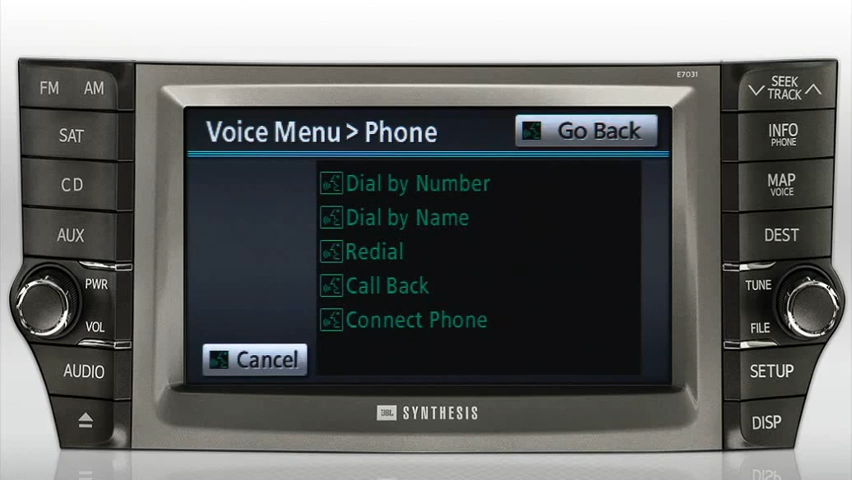 E7031
FM AM
SAT
CD
AUX
PWR
VOL
AUDIO
Voice Menu > Phone
Go Back
Dial by Number
Dial by Name
Redial
Call Back
Connect Phone
Cancel
JBL SYNTHESIS
SEEK
TRACK
INFO
PHONE
MAP
VOICE
DEST
TUNE
FILE
SETUP
DISP